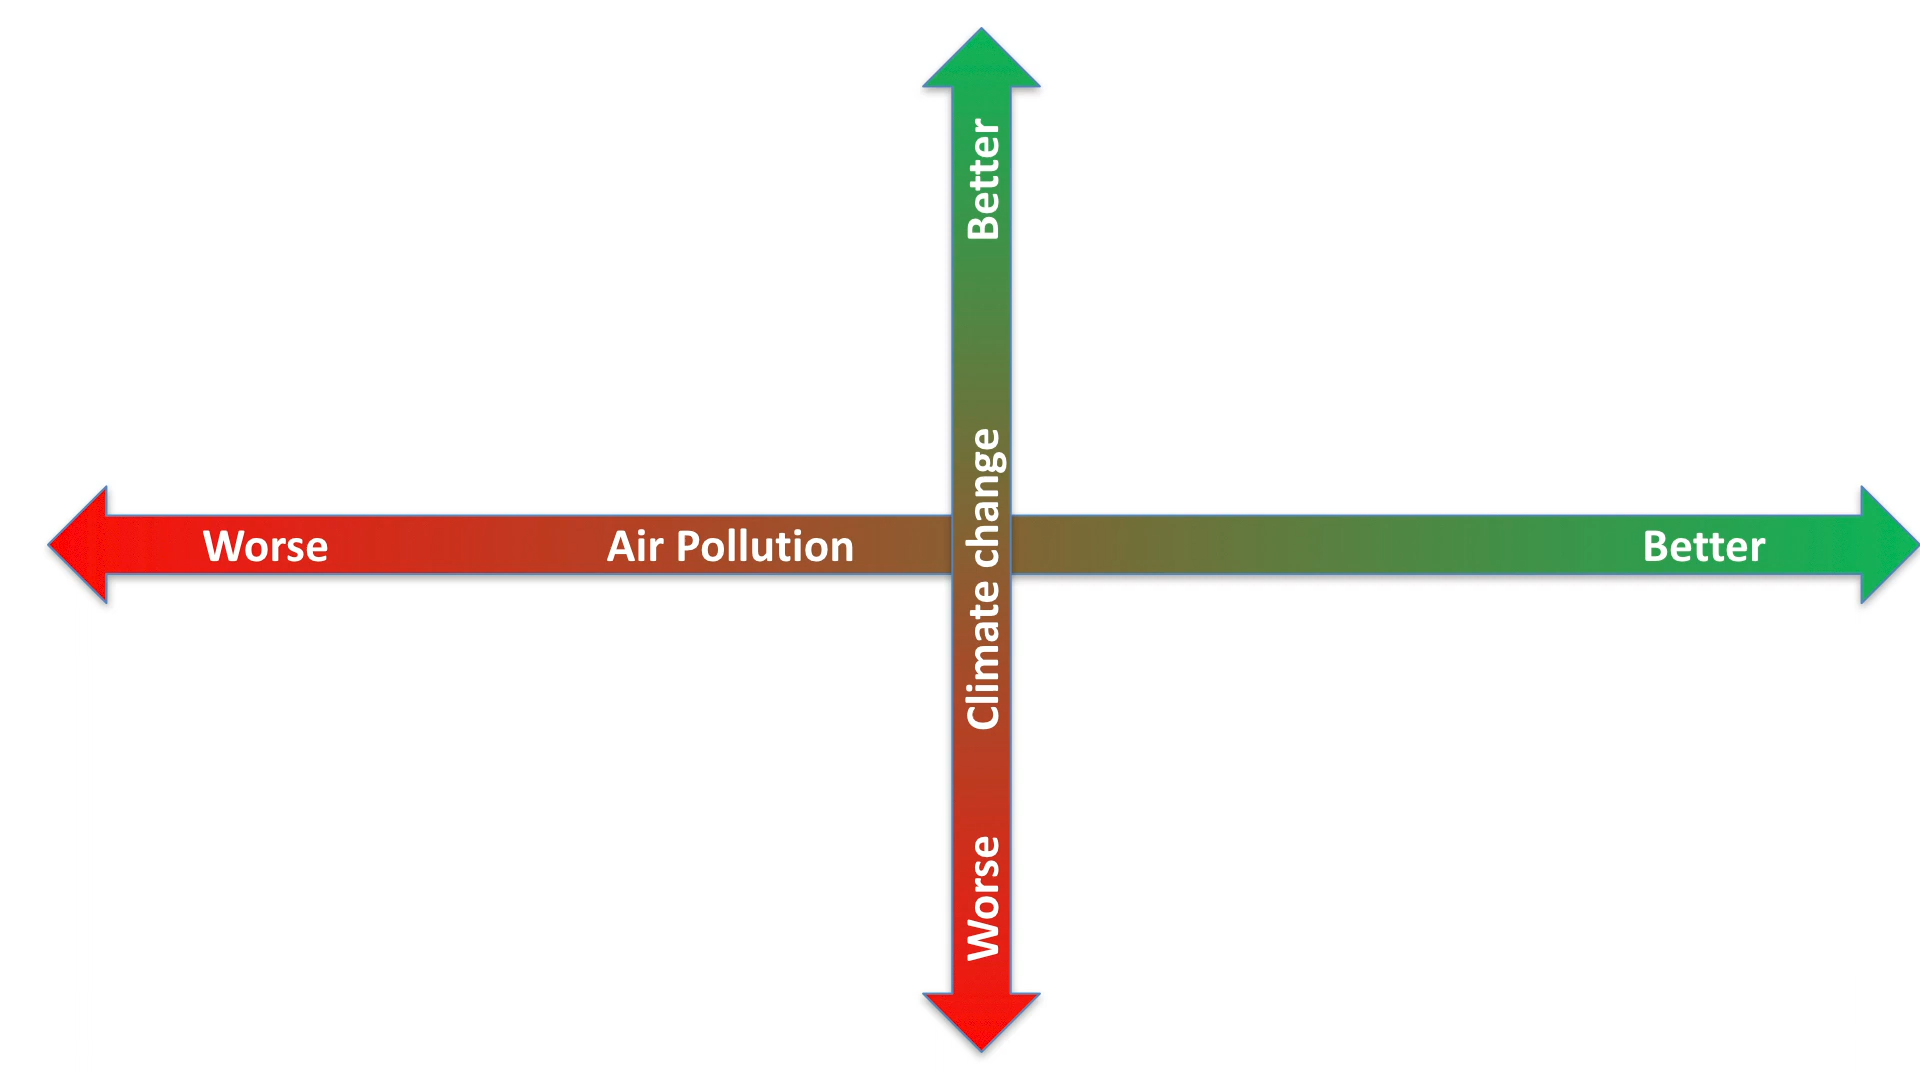 Better
Climate change
Worse
Worse
Air Pollution
Better